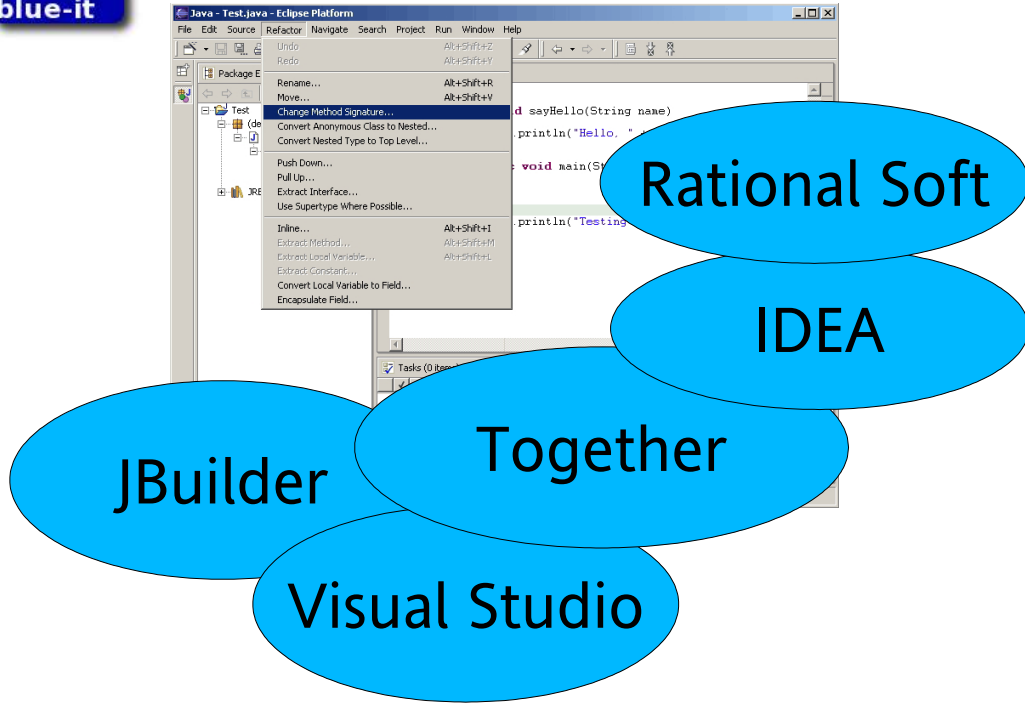 blue-it
Java - Test.java - Eclipse Platform
File Edit Source Refactor Navigate Search Project Run Window Help
Package E
Test
(de
JRE
Undo Alt+Shift+Z
Redo Alt+Shift+Y
Rename... Alt+Shift+R
Move... Alt+Shift+V
Change Method Signature...
Convert Anonymous Class to Nested...
Convert Nested Type to Top Level...
Push Down...
Pull Up...
Extract Interface...
Use Supertype Where Possible...
Inline... Alt+Shift+I
Extract Method... Alt+Shift+M
Extract Local Variable... Alt+Shift+L
Extract Constant...
Convert Local Variable to Field...
Encapsulate Field...
d sayHello(String name)
.println("Hello, "
void main(St
.println("Testing
Tasks (0 items
Rational Soft
IDEA
Together
JBuilder
Visual Studio